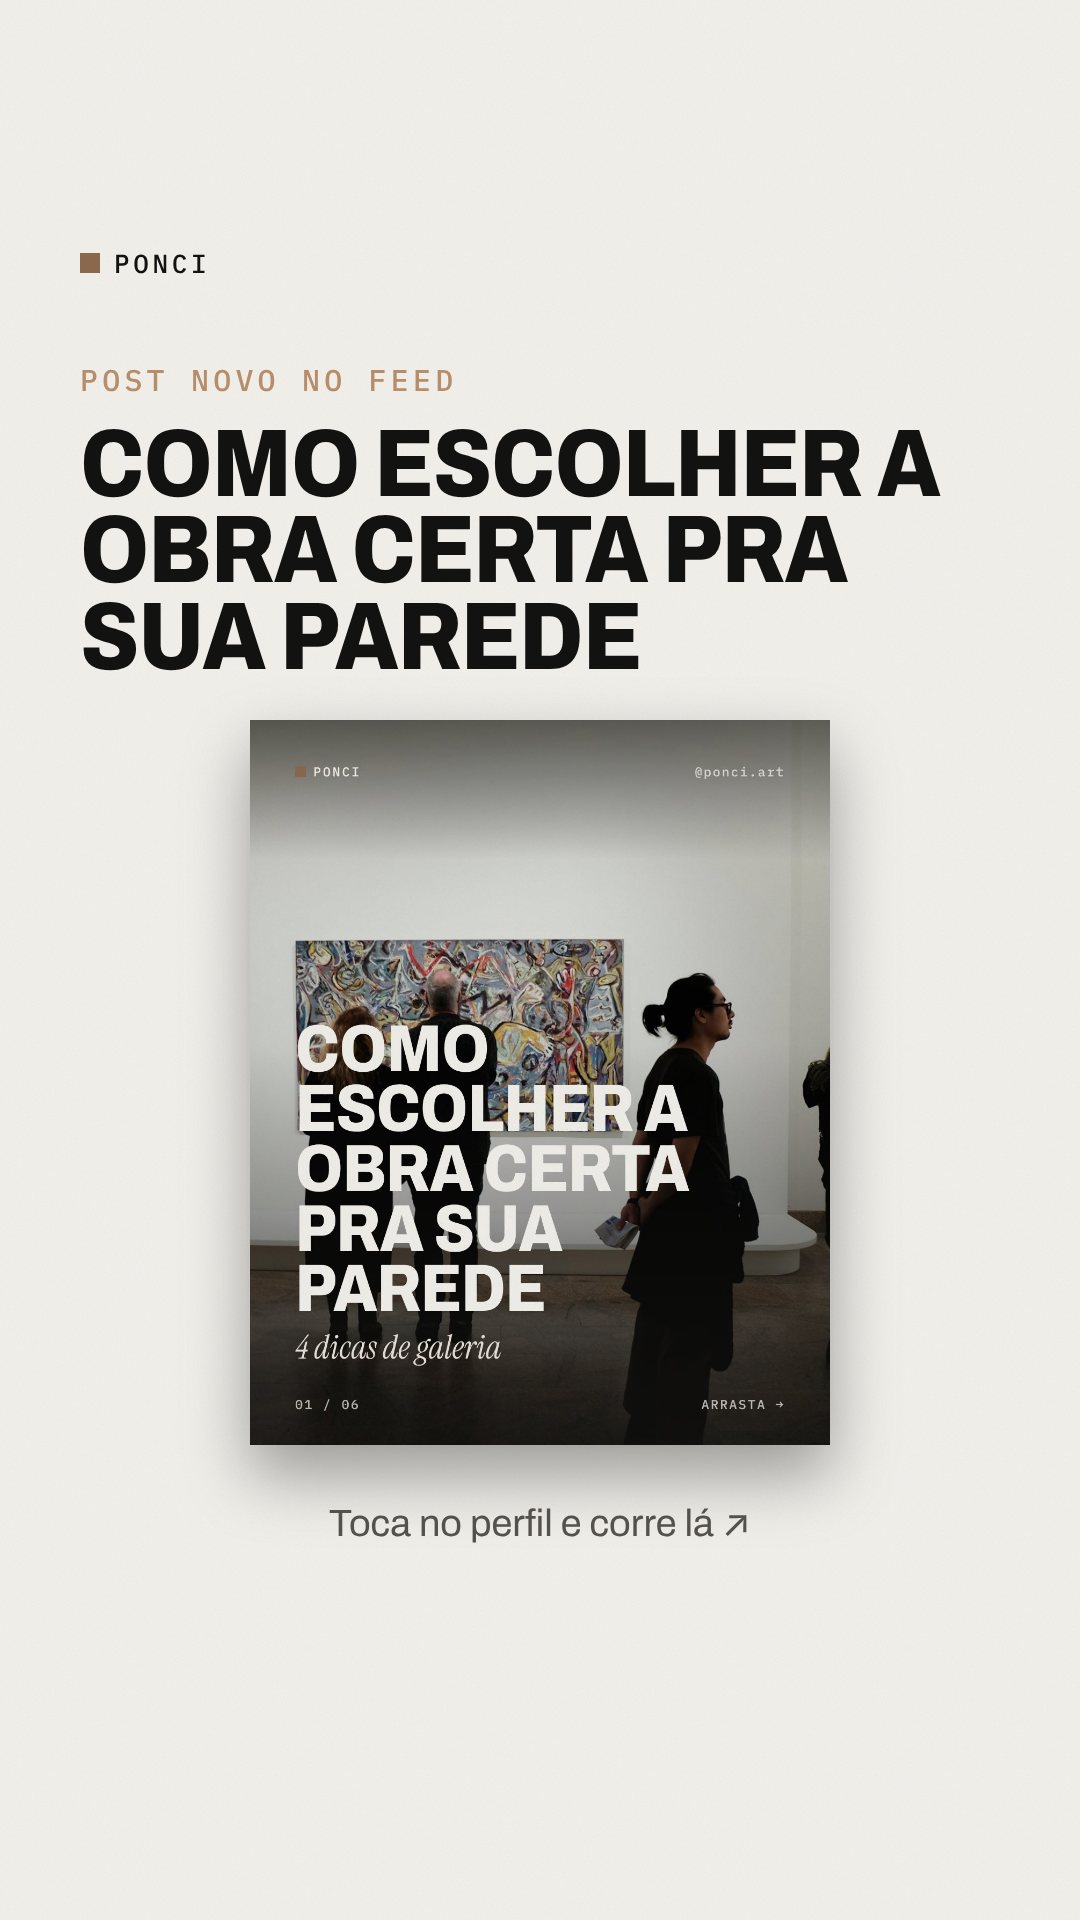 PONCI
POST NOVO NO FEED
COMO ESCOLHER A
OBRA CERTA PRA
SUA PAREDE
PONCI
@ponci.art
COMO
ESCOLHER A
OBRA CERTA
PRA SUA
PAREDE
4 dicas de galeria
01 / 06
ARRASTA →
Toca no perfil e corre lá ↗